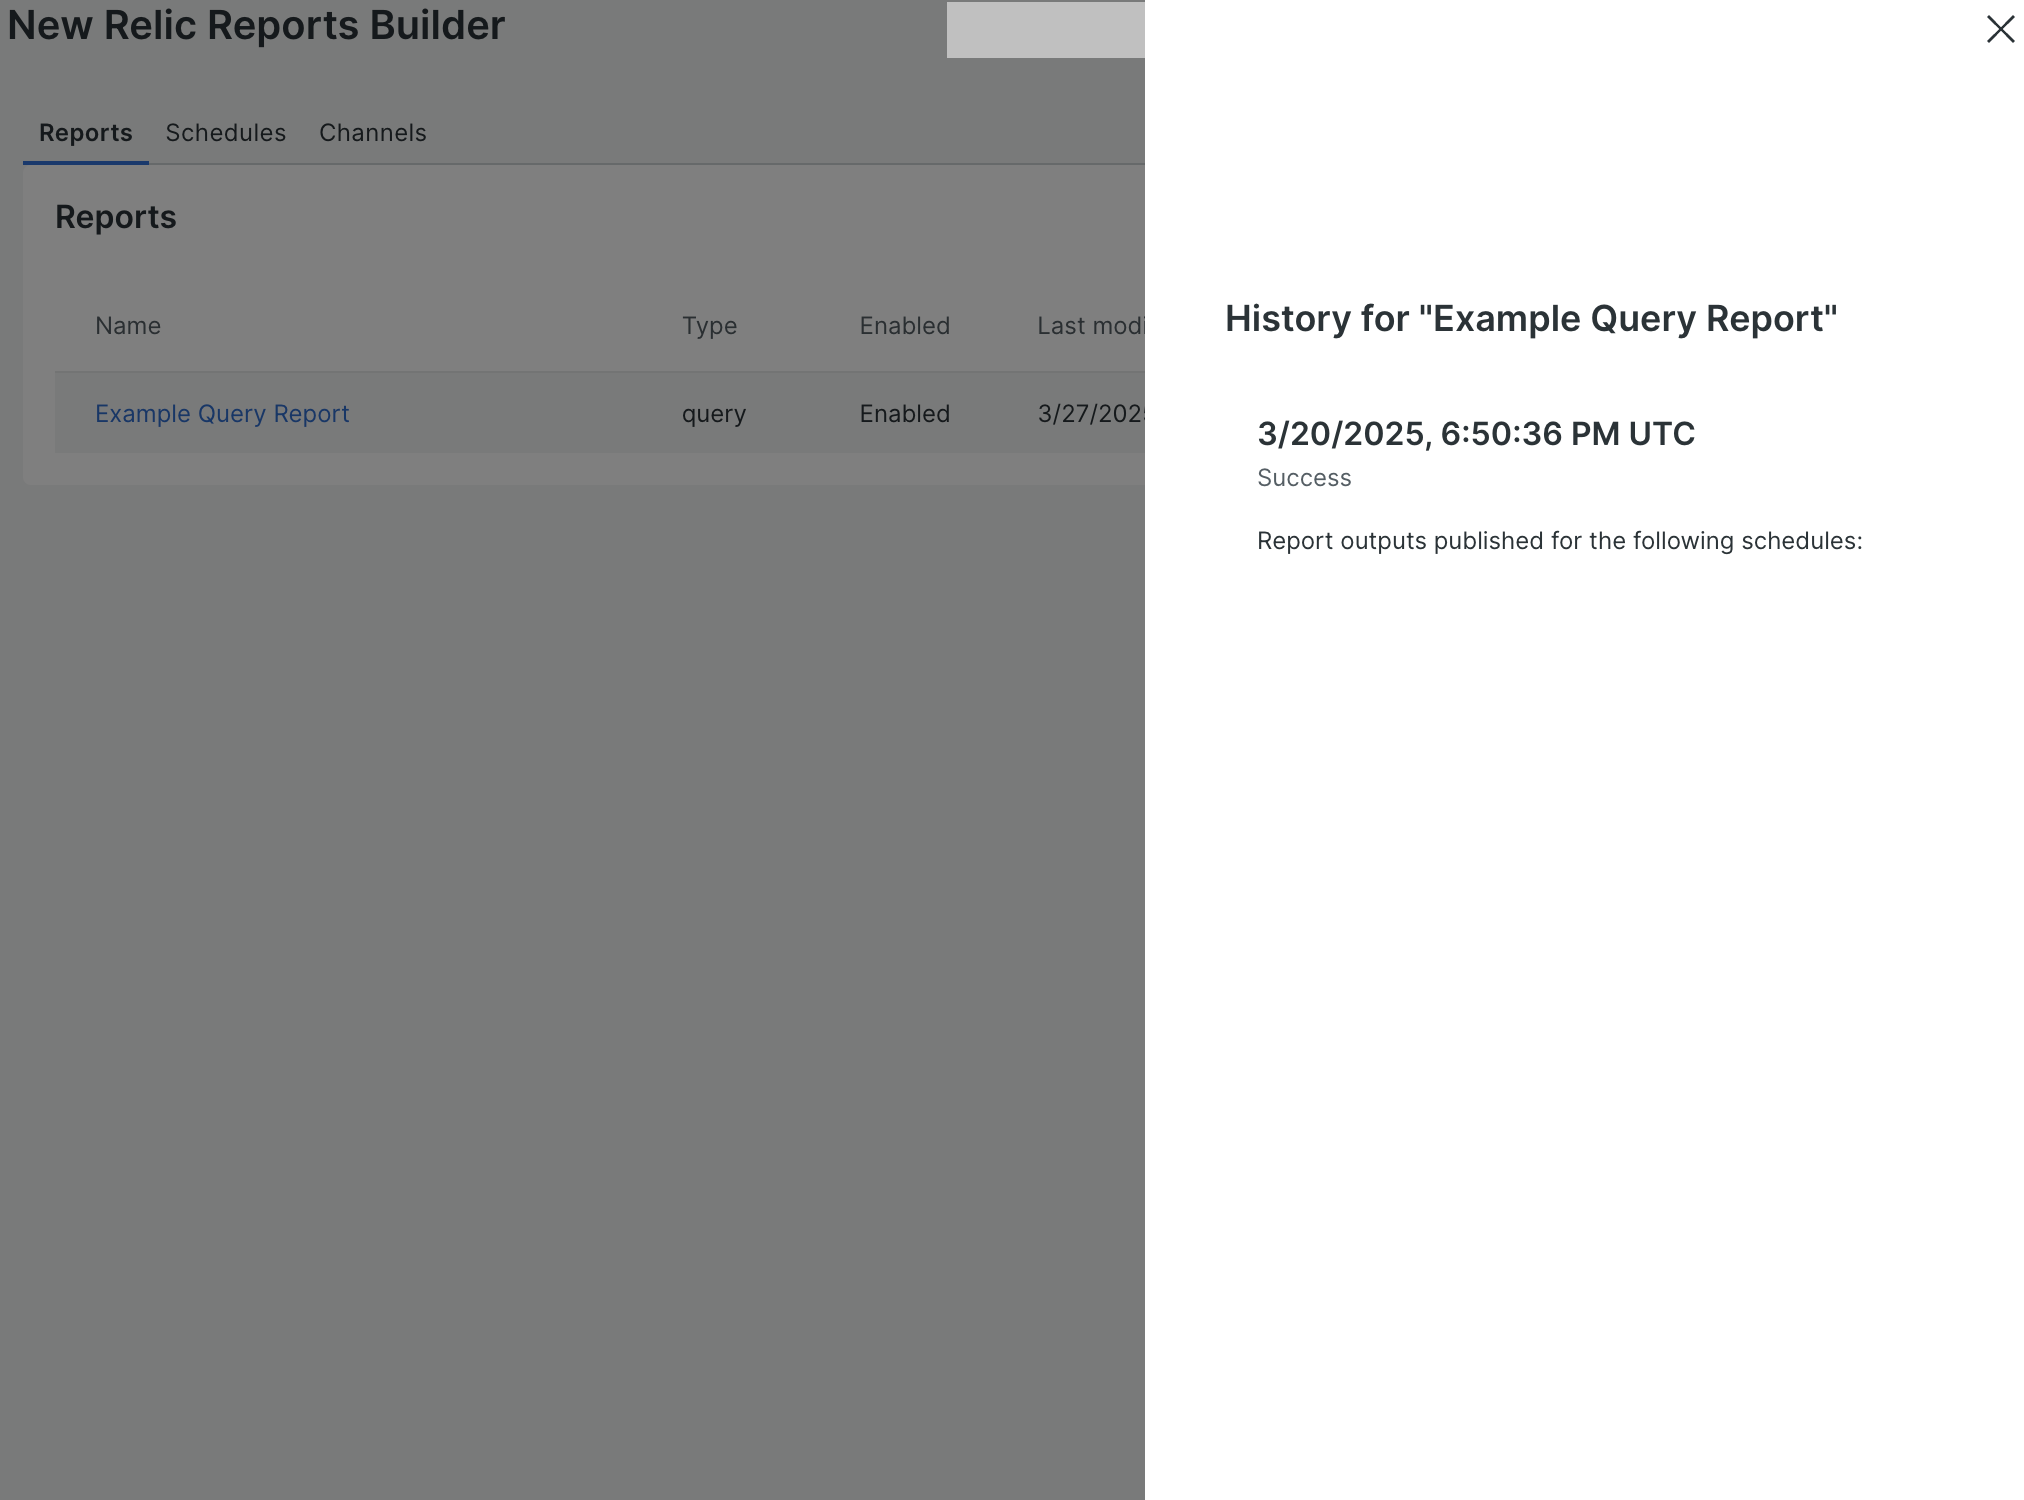 New Relic Reports Builder
Reports Schedules Channels
Reports
Name Type Enabled Last modi
Example Query Report query Enabled 3/27/202
History for "Example Query Report"
3/20/2025, 6:50:36 PM UTC
Success
Report outputs published for the following schedules: